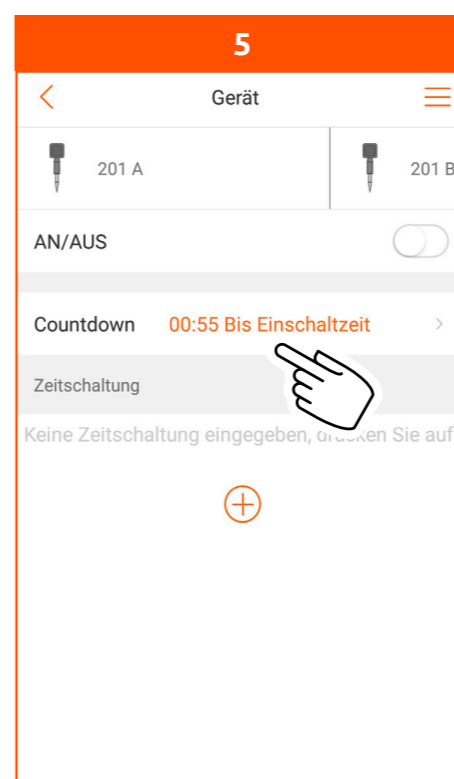 5
Gerät
201 A
201 B
AN/AUS
Countdown 00:55 Bis Einschaltzeit
Zeitschaltung
Keine Zeitschaltung eingegeben, drücken Sie auf